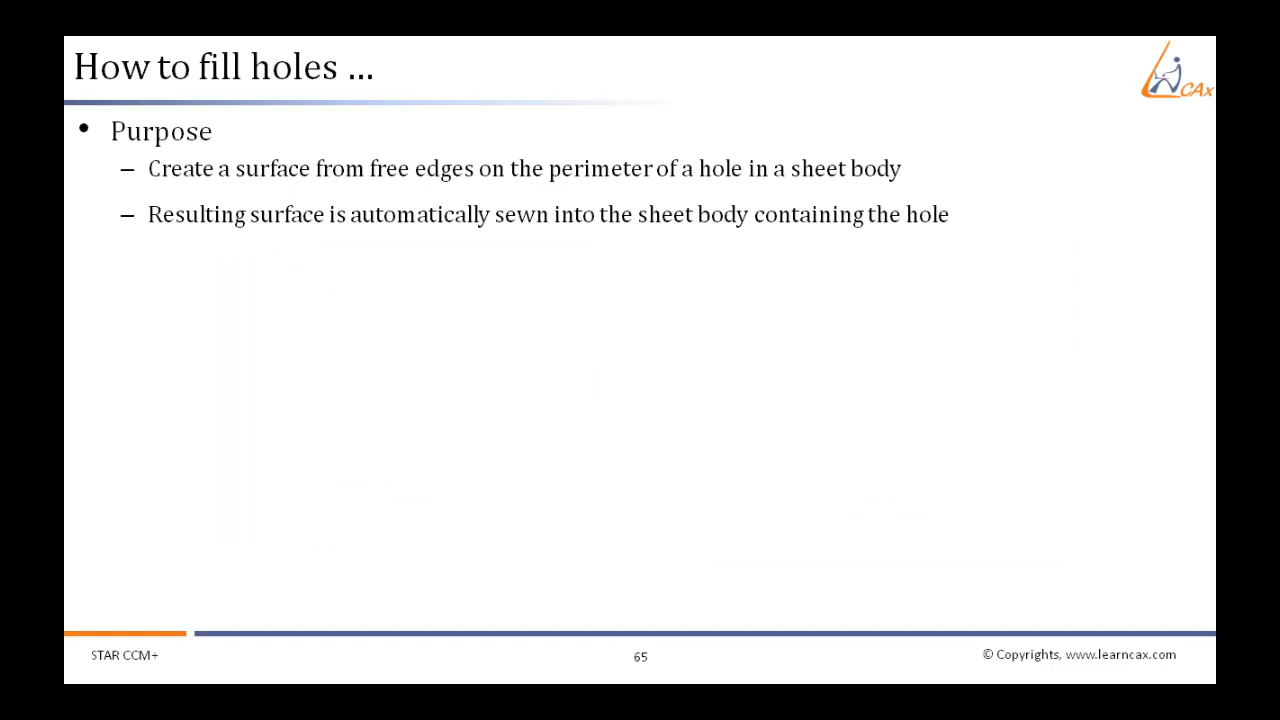 How to fill holes ...
CAx
• Purpose
– Create a surface from free edges on the perimeter of a hole in a sheet body
– Resulting surface is automatically sewn into the sheet body containing the hole
STAR CCM+
65
© Copyrights, www.learncax.com